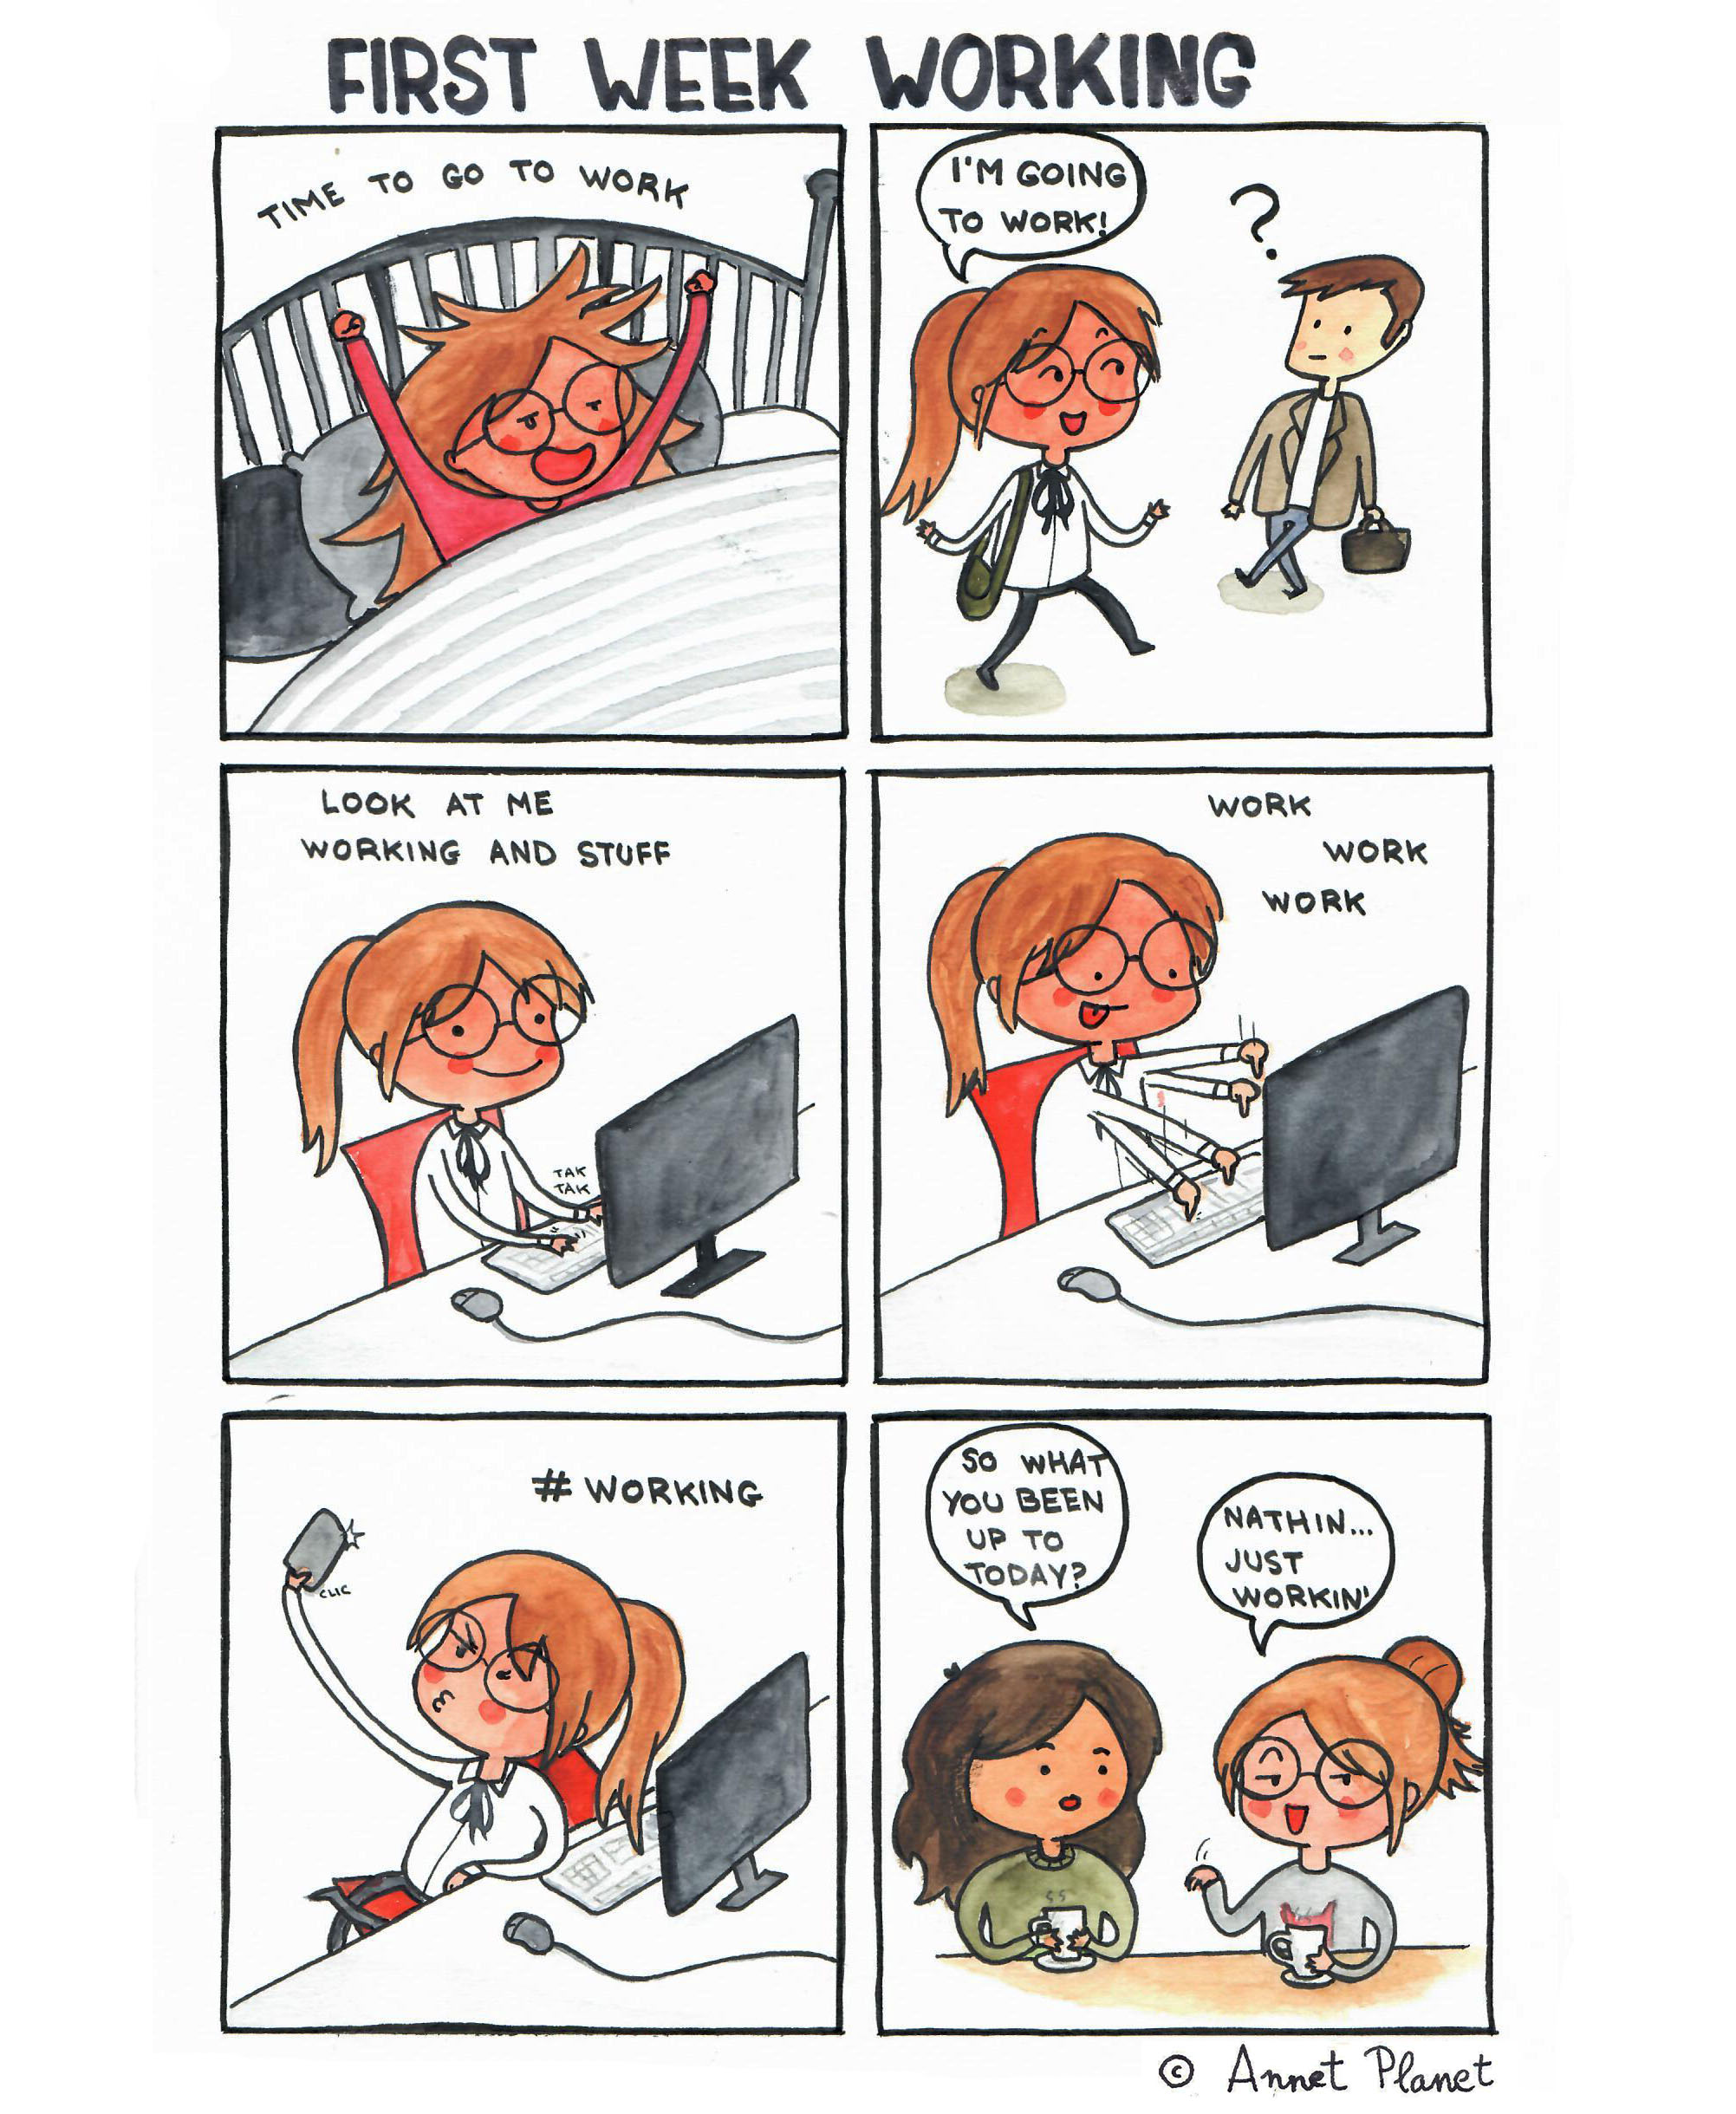 FIRST WEEK WORKING
TIME TO GO TO WORK
I'M GOING
TO WORK!
?
LOOK AT ME
WORKING AND STUFF
TAK
TAK
WORK
WORK
WORK
# WORKING
CLIC
SO WHAT
YOU BEEN
UP TO
TODAY?
NATHIN...
JUST
WORKIN'
© Annet Planet